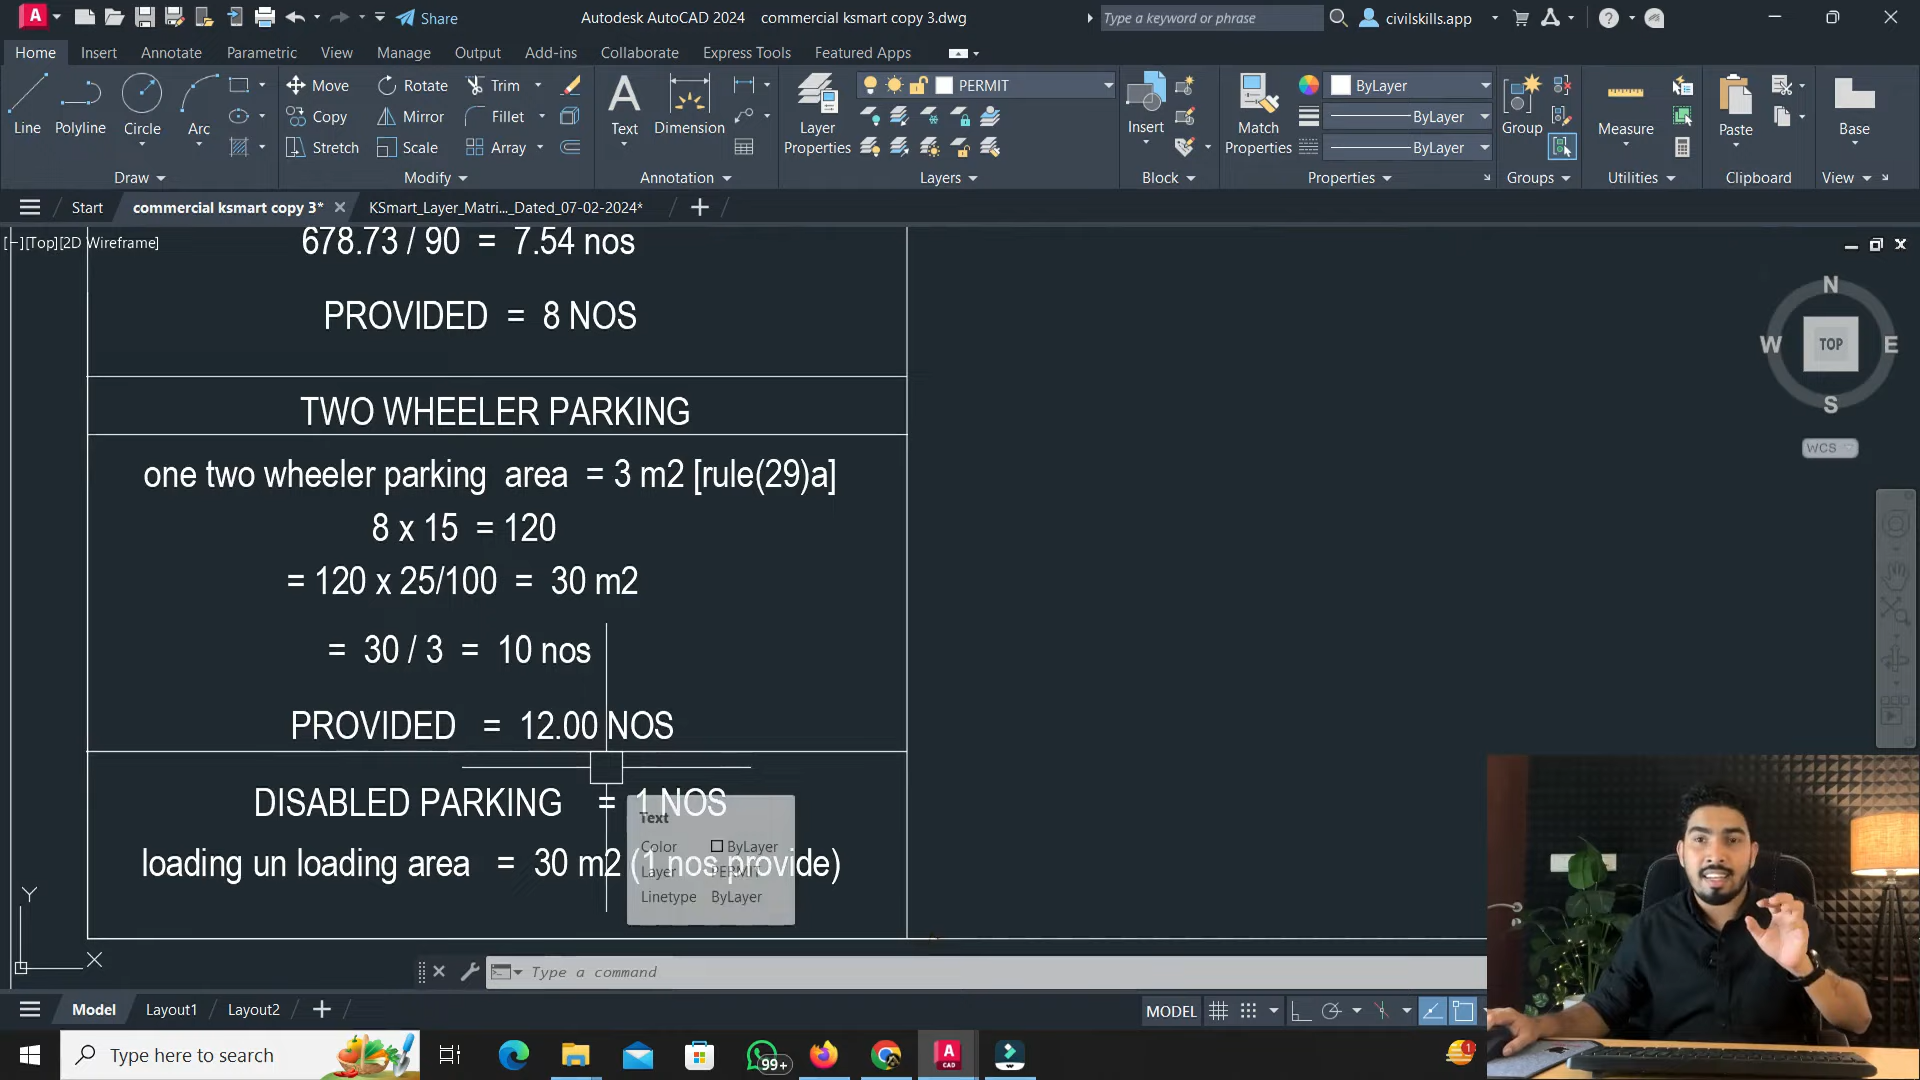 Share
Autodesk AutoCAD 2024 commercial ksmart copy 3.dwg
Type a keyword or phrase
civilskills.app
Home Insert Annotate Parametric View Manage Output Add-ins Collaborate Express Tools Featured Apps
Line Polyline Circle Arc
Draw
Move Rotate Trim
Copy Mirror Fillet
Stretch Scale Array
Modify
Text Dimension
Annotation
Layer Properties
PERMIT
Layers
Insert
Block
Match Properties
ByLayer
ByLayer
ByLayer
Properties
Group
Groups
Measure
Utilities
Paste
Clipboard
Base
View
Start commercial ksmart copy 3* KSmart_Layer_Matri..._Dated_07-02-2024*
[−][Top][2D Wireframe]
678.73 / 90 = 7.54 nos
PROVIDED = 8 NOS
TWO WHEELER PARKING
one two wheeler parking area = 3 m2 [rule(29)a]
8 x 15 = 120
= 120 x 25/100 = 30 m2
= 30 / 3 = 10 nos
PROVIDED = 12.00 NOS
DISABLED PARKING = 1 NOS
loading un loading area = 30 m2 (1 nos provide)
Text
Color ByLayer
Layer PERMIT
Linetype ByLayer
N
W TOP E
S
WCS
Y
X
Type a command
Model Layout1 Layout2
MODEL
Type here to search
99+
A
CAD
1